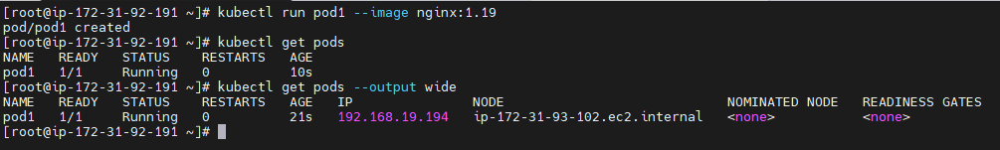 [root@ip-172-31-92-191 ~]# kubectl run pod1 --image nginx:1.19
pod/pod1 created
[root@ip-172-31-92-191 ~]# kubectl get pods
NAME   READY   STATUS    RESTARTS   AGE
pod1   1/1     Running   0          10s
[root@ip-172-31-92-191 ~]# kubectl get pods --output wide
NAME   READY   STATUS    RESTARTS   AGE   IP               NODE                            NOMINATED NODE   READINESS GATES
pod1   1/1     Running   0          21s   192.168.19.194   ip-172-31-93-102.ec2.internal   <none>           <none>
[root@ip-172-31-92-191 ~]#